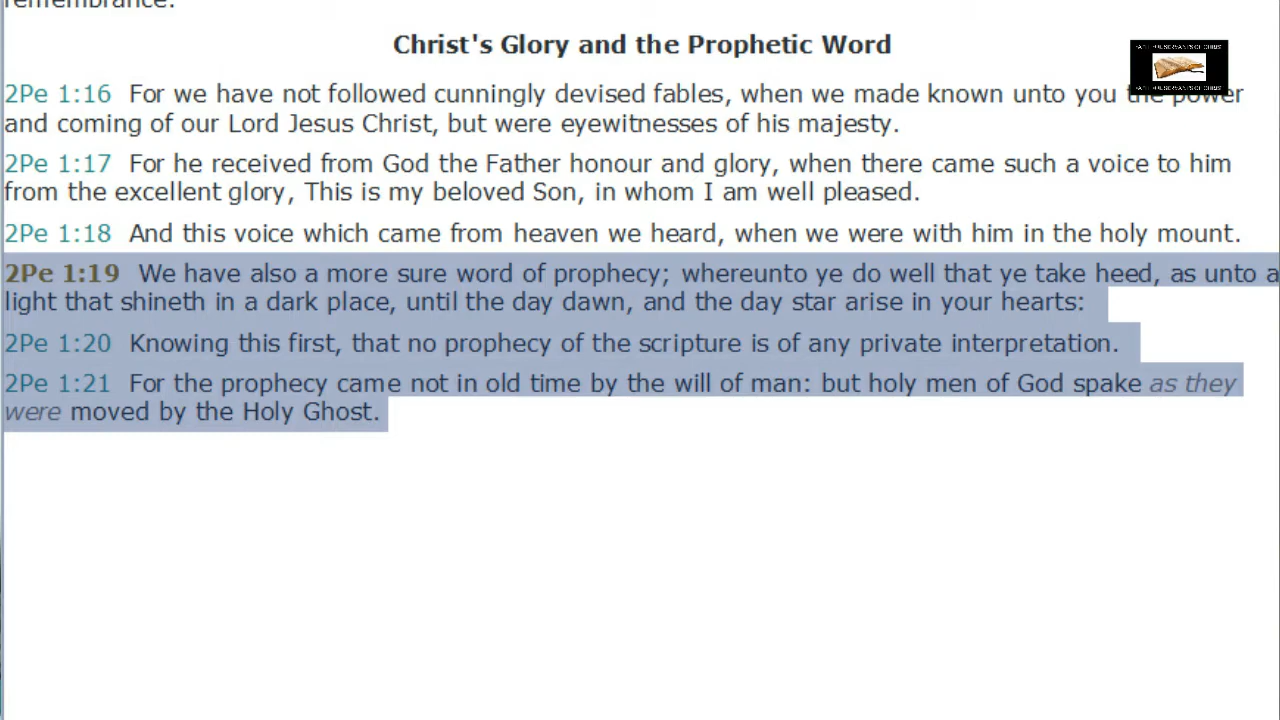 remembrance.
Christ's Glory and the Prophetic Word
FAITHFUL SERVANTS OF CHRIST
2Pe 1:16 For we have not followed cunningly devised fables, when we made known unto you the power
FAITHFUL SERVANTS OF CHRIST
and coming of our Lord Jesus Christ, but were eyewitnesses of his majesty.
2Pe 1:17 For he received from God the Father honour and glory, when there came such a voice to him
from the excellent glory, This is my beloved Son, in whom I am well pleased.
2Pe 1:18 And this voice which came from heaven we heard, when we were with him in the holy mount.
2Pe 1:19 We have also a more sure word of prophecy; whereunto ye do well that ye take heed, as unto a
light that shineth in a dark place, until the day dawn, and the day star arise in your hearts:
2Pe 1:20 Knowing this first, that no prophecy of the scripture is of any private interpretation.
2Pe 1:21 For the prophecy came not in old time by the will of man: but holy men of God spake as they
were moved by the Holy Ghost.